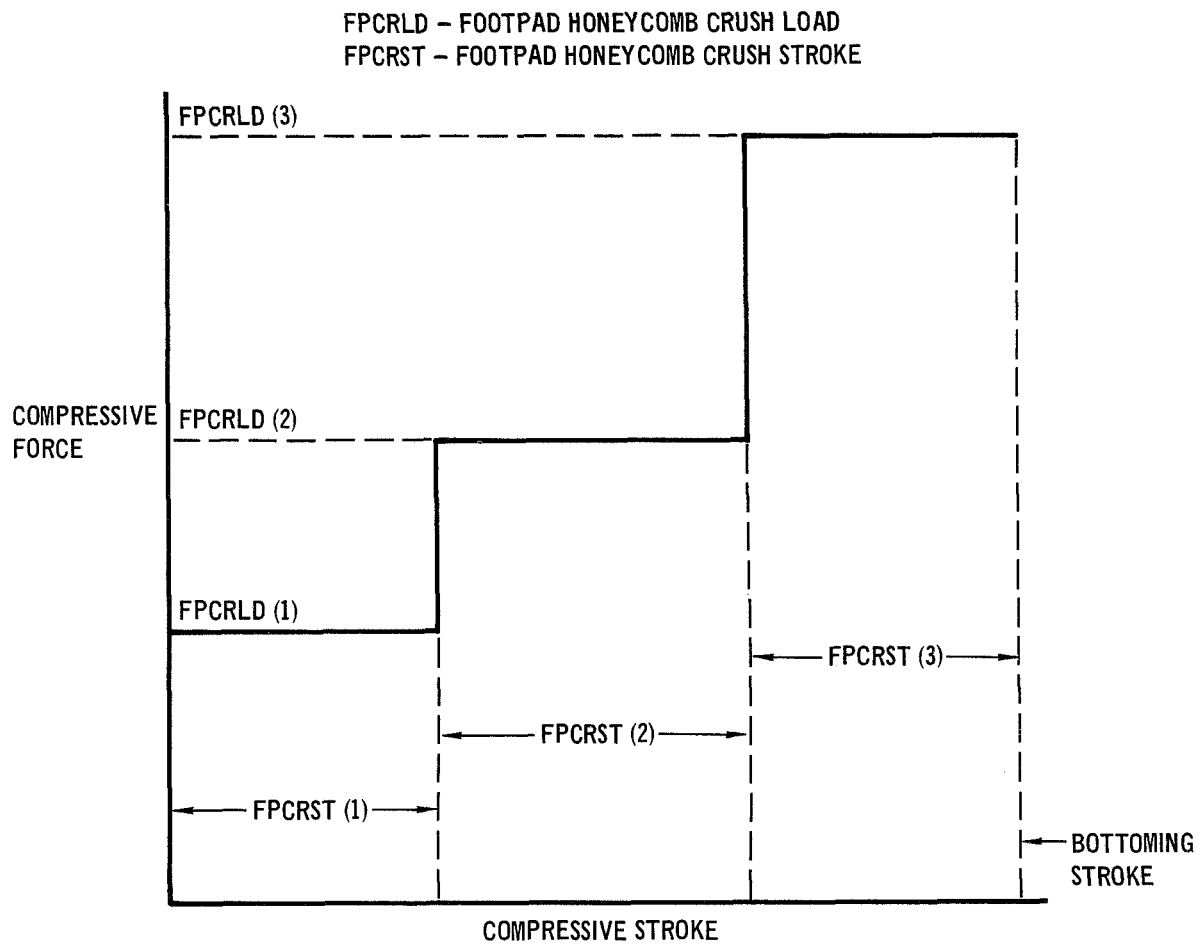 FPCRLD – FOOTPAD HONEYCOMB CRUSH LOAD
FPCRST – FOOTPAD HONEYCOMB CRUSH STROKE
FPCRLD (3)
COMPRESSIVE
FORCE
FPCRLD (2)
FPCRLD (1)
FPCRST (3)
FPCRST (2)
FPCRST (1)
BOTTOMING
STROKE
COMPRESSIVE STROKE